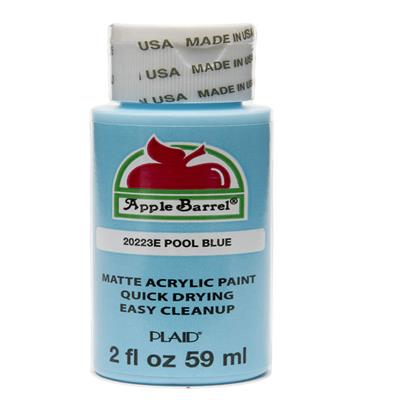 USA MADE IN USA
USA MADE IN USA
IN USA MADE IN
Apple Barrel®
20223E POOL BLUE
MATTE ACRYLIC PAINT
QUICK DRYING
EASY CLEANUP
PLAID®
2 fl oz 59 ml